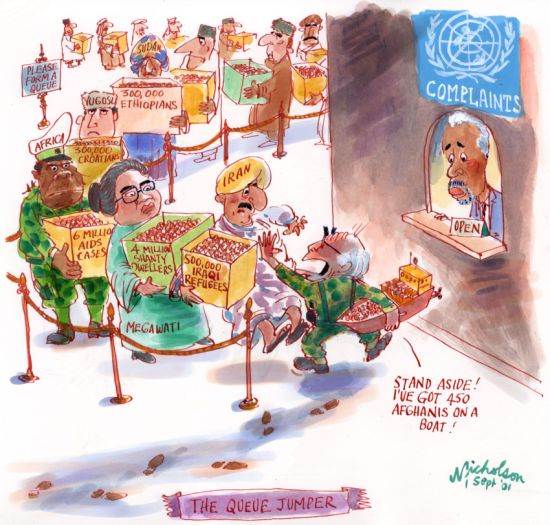 PLEASE
FORM A
QUEUE
SUDAN
300,000
ETHIOPIANS
YUGOSL
300,000
CROATIANS
AFRICA
6 MILLION
AIDS
CASES
4 MILLION
SHANTY
DWELLERS
MEGAWATI
IRAN
500,000
IRAQI
REFUGEES
COMPLAINTS
OPEN
STAND ASIDE!
I'VE GOT 450
AFGHANIS ON A
BOAT!
Nicholson
1 Sept '01
THE QUEUE JUMPER